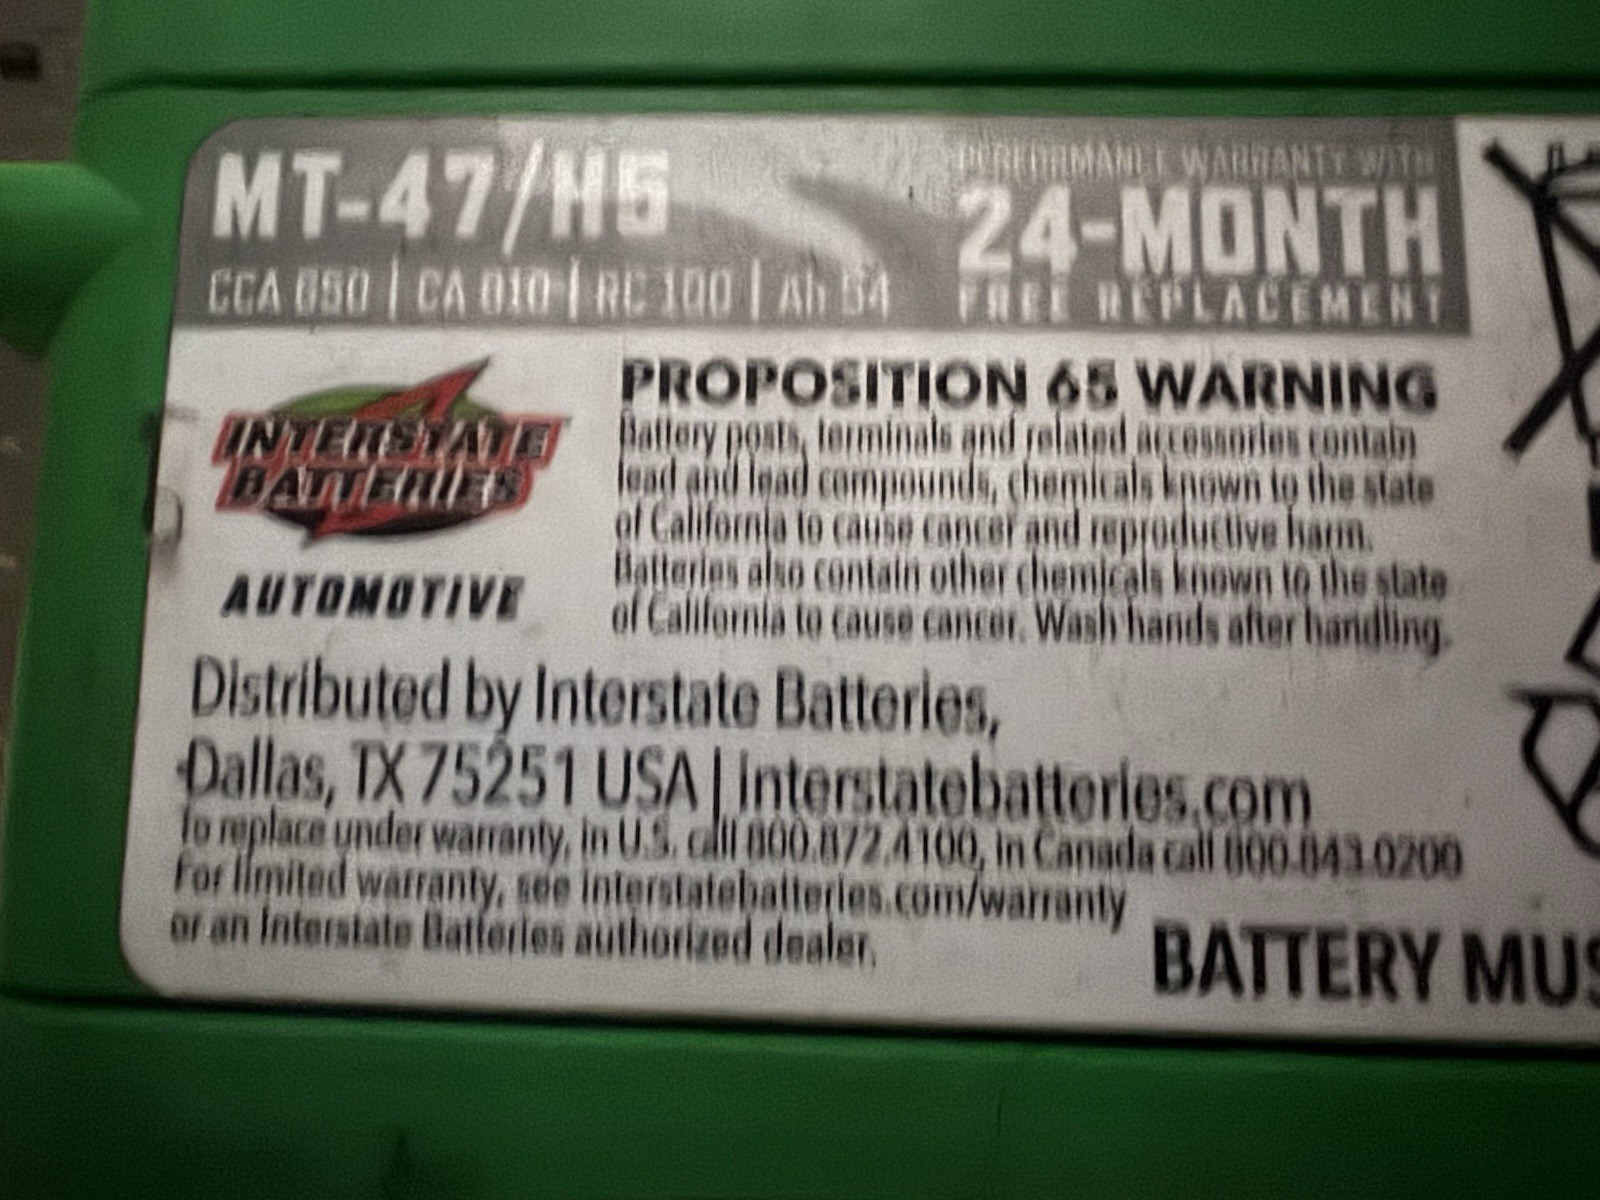 MT-47/H5
PERFORMANCE WARRANTY WITH
24-MONTH
FREE REPLACEMENT
CCA 650 | CA 810 | RC 100 | Ah
INTERSTATE
BATTERIES
AUTOMOTIVE
PROPOSITION 65 WARNING
Battery posts, terminals and related accessories contain
lead and lead compounds, chemicals known to the state
of California to cause cancer and reproductive harm.
Batteries also contain other chemicals known to the state
of California to cause cancer. Wash hands after handling.
Distributed by Interstate Batteries,
Dallas, TX 75251 USA | interstatebatteries.com
To replace under warranty, in U.S. call 800.872.4100, in Canada call 800.843.0200
For limited warranty, see interstatebatteries.com/warranty
or an Interstate Batteries authorized dealer.
BATTERY MUS